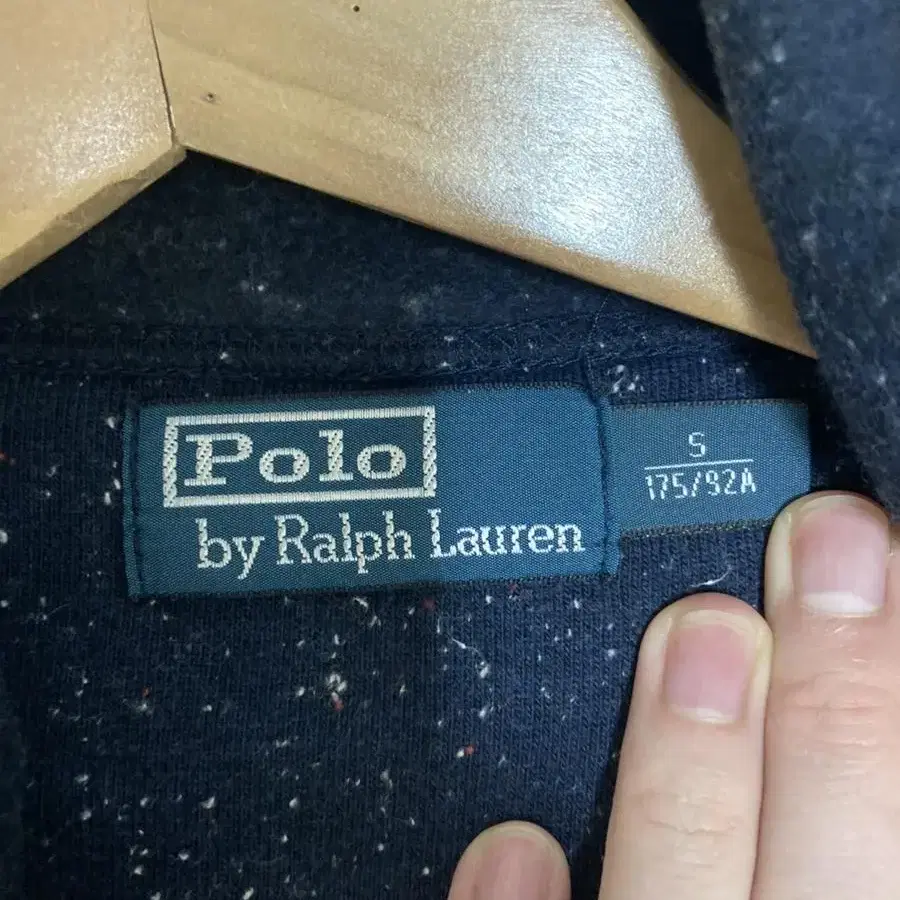 Polo
by Ralph Lauren
S
175/92A